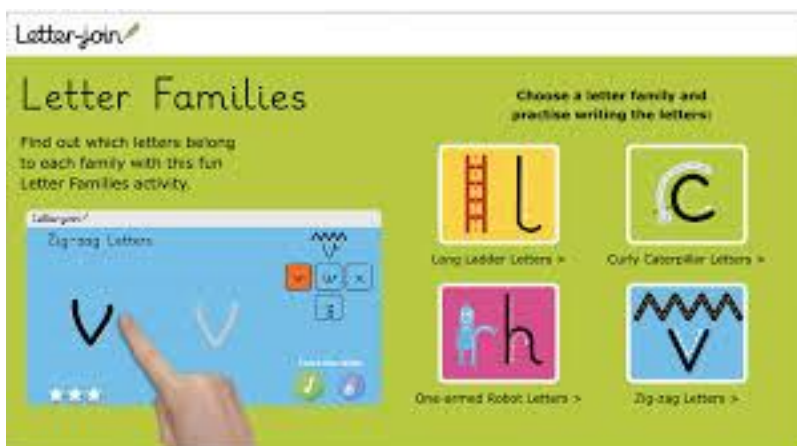 Letter-join
Letter Families
Find out which letters belong
to each family with this fun
Letter Families activity.
Choose a letter family and
practise writing the letters:
Letter-join
Zig-zag Letters
v
v w x
z
v v
l
Long Ladder Letters >
c
Curly Caterpillar Letters >
h
One-armed Robot Letters >
v
Zig-zag Letters >